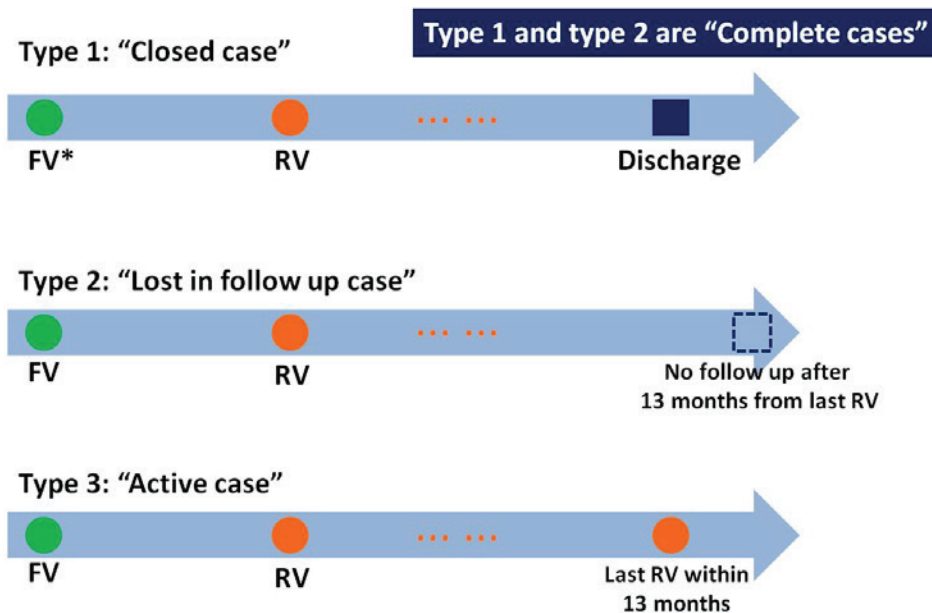 Type 1 and type 2 are “Complete cases”
Type 1: “Closed case”
... ...
FV*
RV
Discharge
Type 2: “Lost in follow up case”
... ...
FV
RV
No follow up after
13 months from last RV
Type 3: “Active case”
... ...
FV
RV
Last RV within
13 months